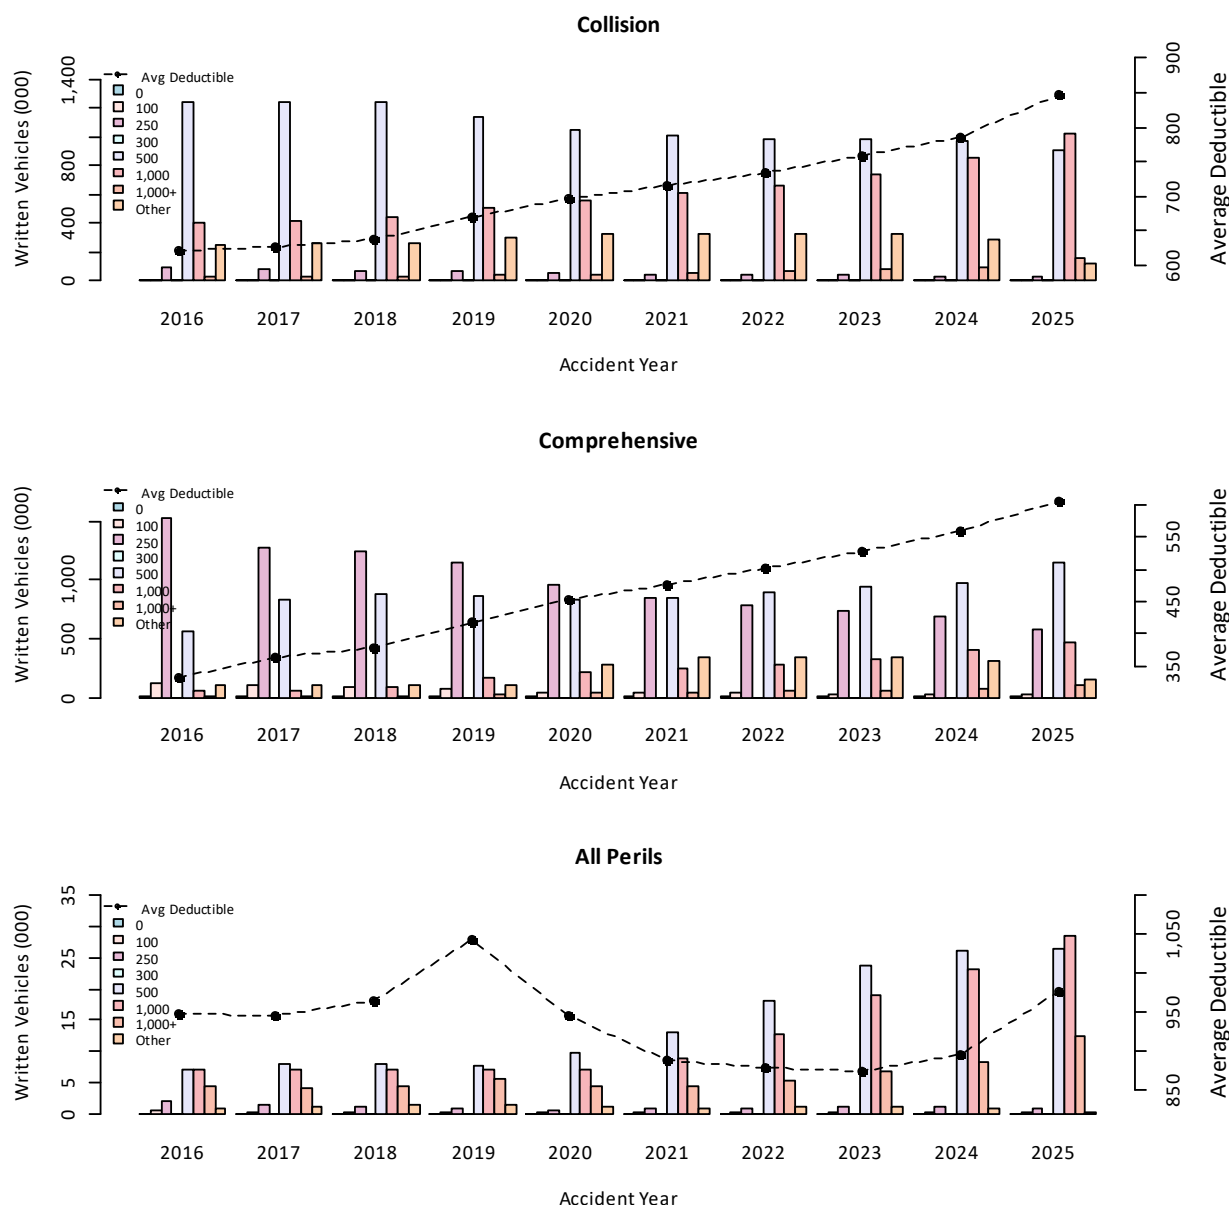 Collision
Written Vehicles (000)
1,400
800
400
0
Avg Deductible
0
100
250
300
500
1,000
1,000+
Other
900
800
700
600
Average Deductible
2016 2017 2018 2019 2020 2021 2022 2023 2024 2025
Accident Year
Comprehensive
Written Vehicles (000)
1,000
500
0
Avg Deductible
0
100
250
300
500
1,000
1,000+
Other
550
450
350
Average Deductible
2016 2017 2018 2019 2020 2021 2022 2023 2024 2025
Accident Year
All Perils
Written Vehicles (000)
35
25
15
5
0
Avg Deductible
0
100
250
300
500
1,000
1,000+
Other
1,050
950
850
Average Deductible
2016 2017 2018 2019 2020 2021 2022 2023 2024 2025
Accident Year